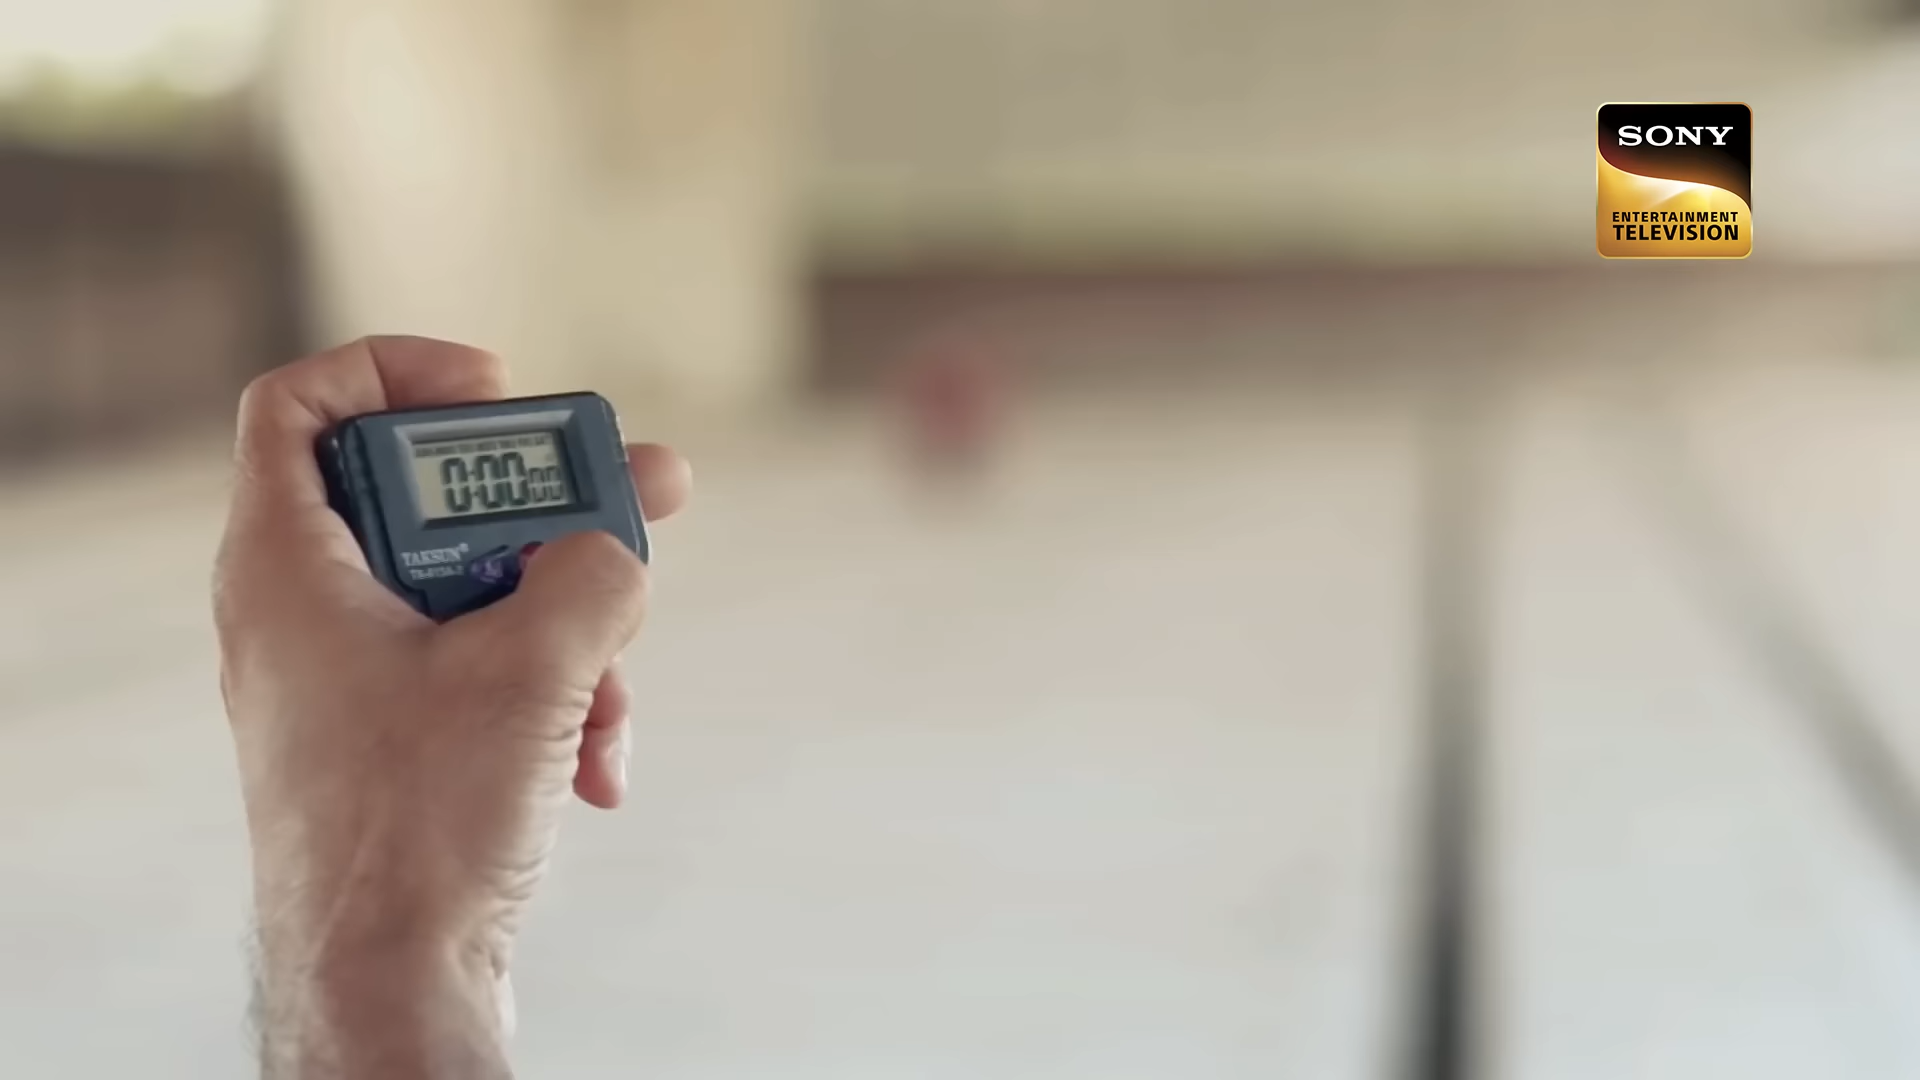 SONY
ENTERTAINMENT
TELEVISION
0:00 00
TAKSUN®